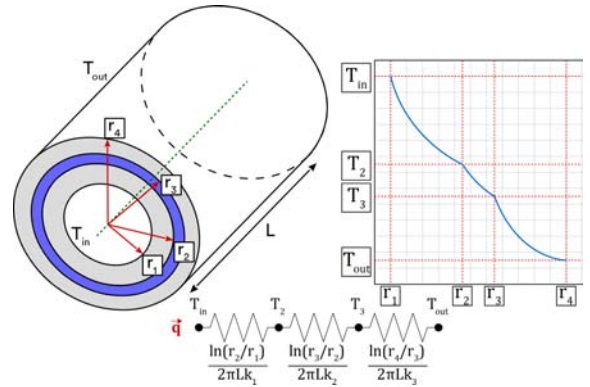 T_out
r_4
r_3
T_in
r_2
r_1
L
T_in
T_2
T_3
T_out
r_1 r_2 r_3 r_4
T_in T_2 T_3 T_out
q
ln(r_2/r_1) ln(r_3/r_2) ln(r_4/r_3)
2πLk_1 2πLk_2 2πLk_3